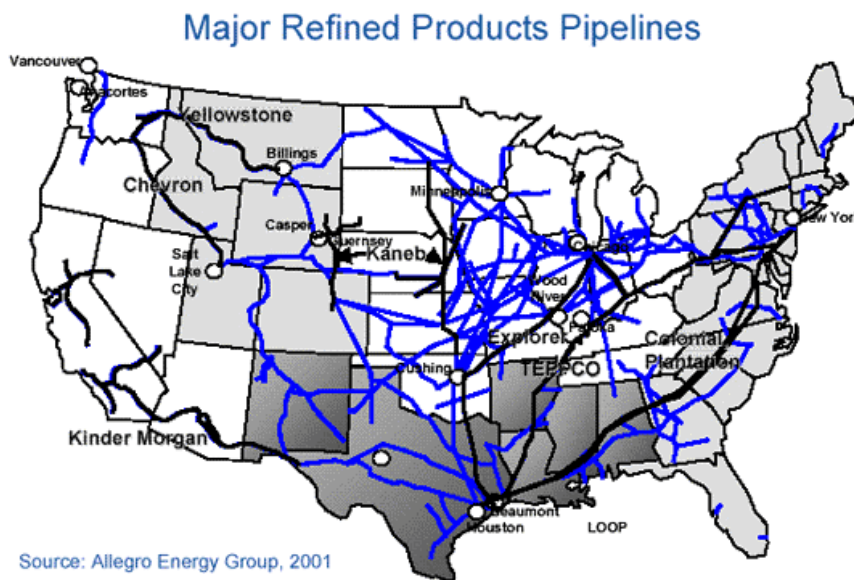 Major Refined Products Pipelines
Vancouver
Anacortes
Yellowstone
Billings
Chevron
Minneapolis
Casper
Guernsey
Kaneb
Chicago
New Yor
Salt
Lake
City
Wood
River
Patoka
Explorer
Colonial
Plantation
TEPPCO
Cushing
Kinder Morgan
Beaumont
Houston
LOOP
Source: Allegro Energy Group, 2001